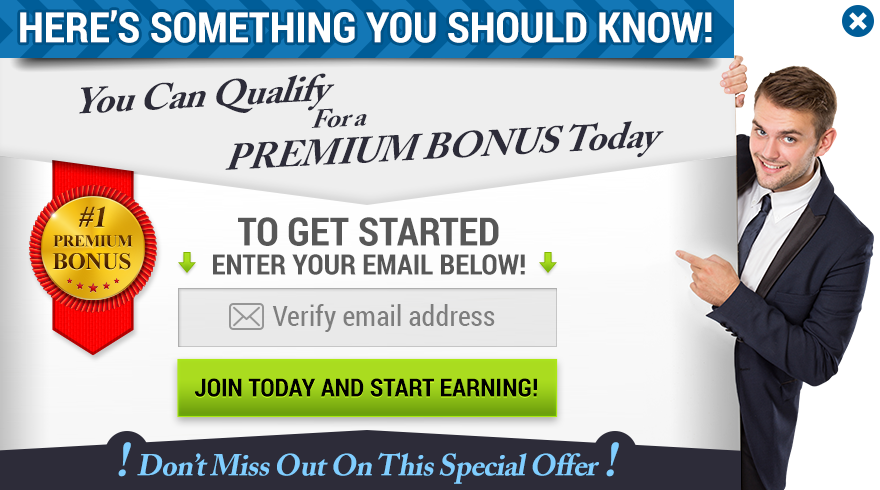 HERE'S SOMETHING YOU SHOULD KNOW!
You Can Qualify
For a
PREMIUM BONUS Today
#1
PREMIUM
BONUS
TO GET STARTED
ENTER YOUR EMAIL BELOW!
Verify email address
JOIN TODAY AND START EARNING!
! Don't Miss Out On This Special Offer !